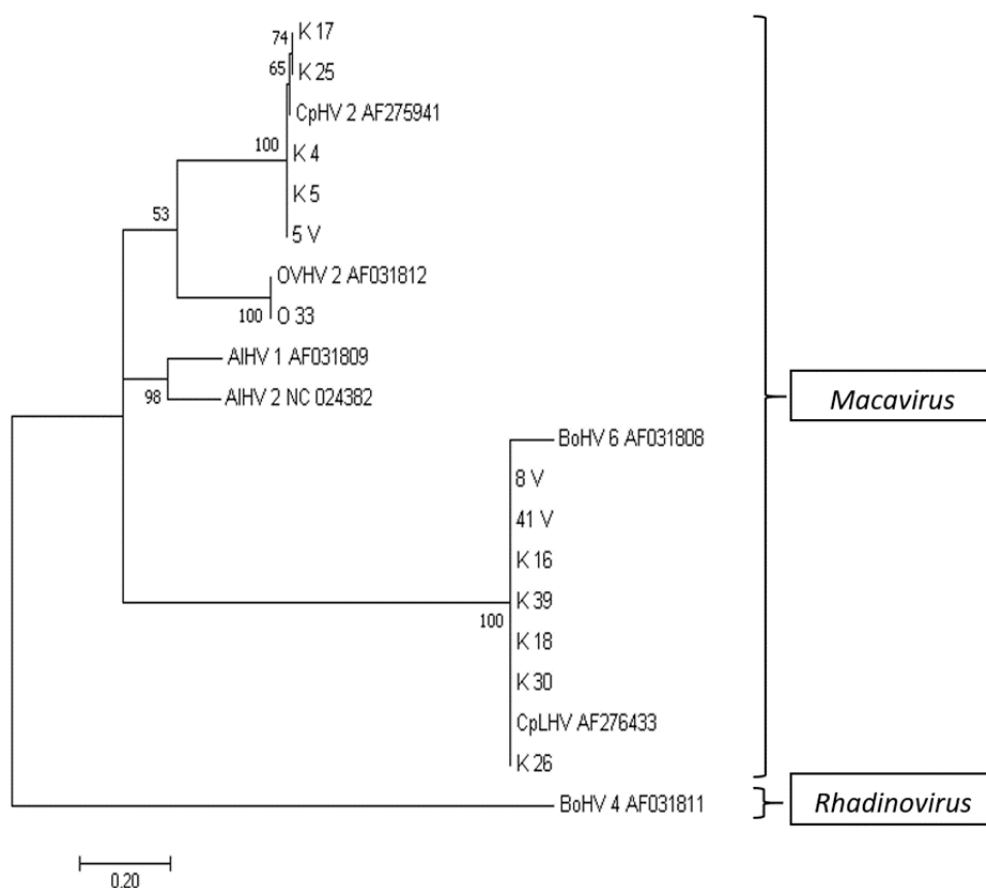 K 17
74
65
K 25
CpHV 2 AF275941
100
K 4
K 5
53
5 V
OVHV 2 AF031812
100
O 33
AlHV 1 AF031809
98
AlHV 2 NC 024382
Macavirus
BoHV 6 AF031808
8 V
41 V
K 16
K 39
100
K 18
K 30
CpLHV AF276433
K 26
BoHV 4 AF031811
Rhadinovirus
0.20